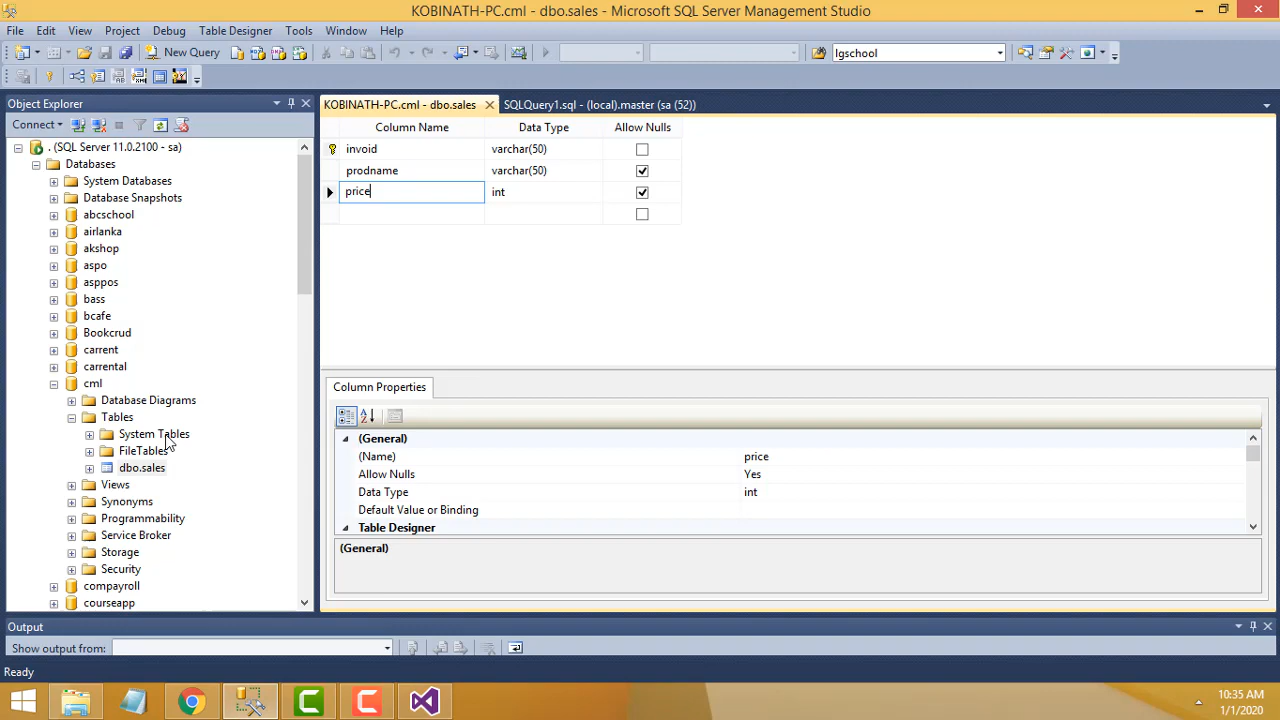 KOBINATH-PC.cml - dbo.sales - Microsoft SQL Server Management Studio
File Edit View Project Debug Table Designer Tools Window Help
New Query lgschool
Object Explorer
KOBINATH-PC.cml - dbo.sales SQLQuery1.sql - (local).master (sa (52))
Connect
Column Name Data Type Allow Nulls
. (SQL Server 11.0.2100 - sa)
invoid varchar(50)
Databases
prodname varchar(50)
System Databases
price int
Database Snapshots
abcschool
airlanka
akshop
aspo
asppos
bass
bcafe
Bookcrud
carrent
carrental
cml
Database Diagrams
Tables
System Tables
FileTables
dbo.sales
Views
Synonyms
Programmability
Service Broker
Storage
Security
compayroll
courseapp
Column Properties
(General)
(Name) price
Allow Nulls Yes
Data Type int
Default Value or Binding
Table Designer
(General)
Output
Show output from:
Ready
10:35 AM
1/1/2020